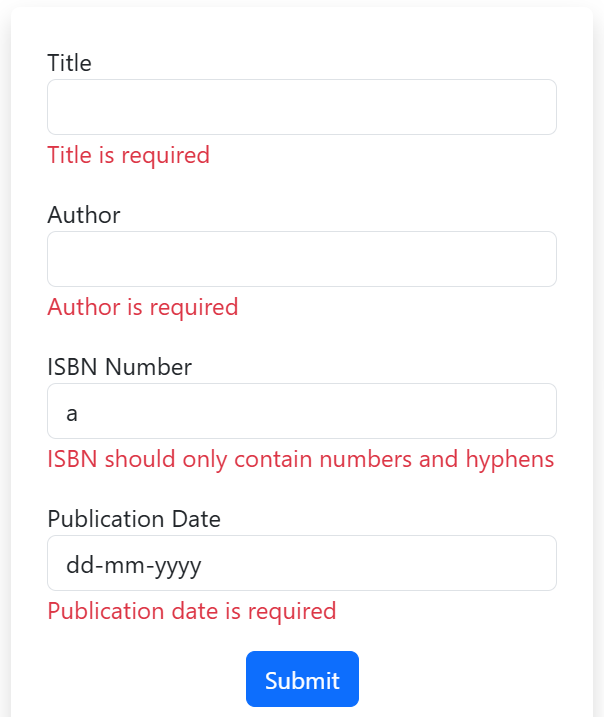 Title
Title is required
Author
Author is required
ISBN Number
a
ISBN should only contain numbers and hyphens
Publication Date
dd-mm-yyyy
Publication date is required
Submit